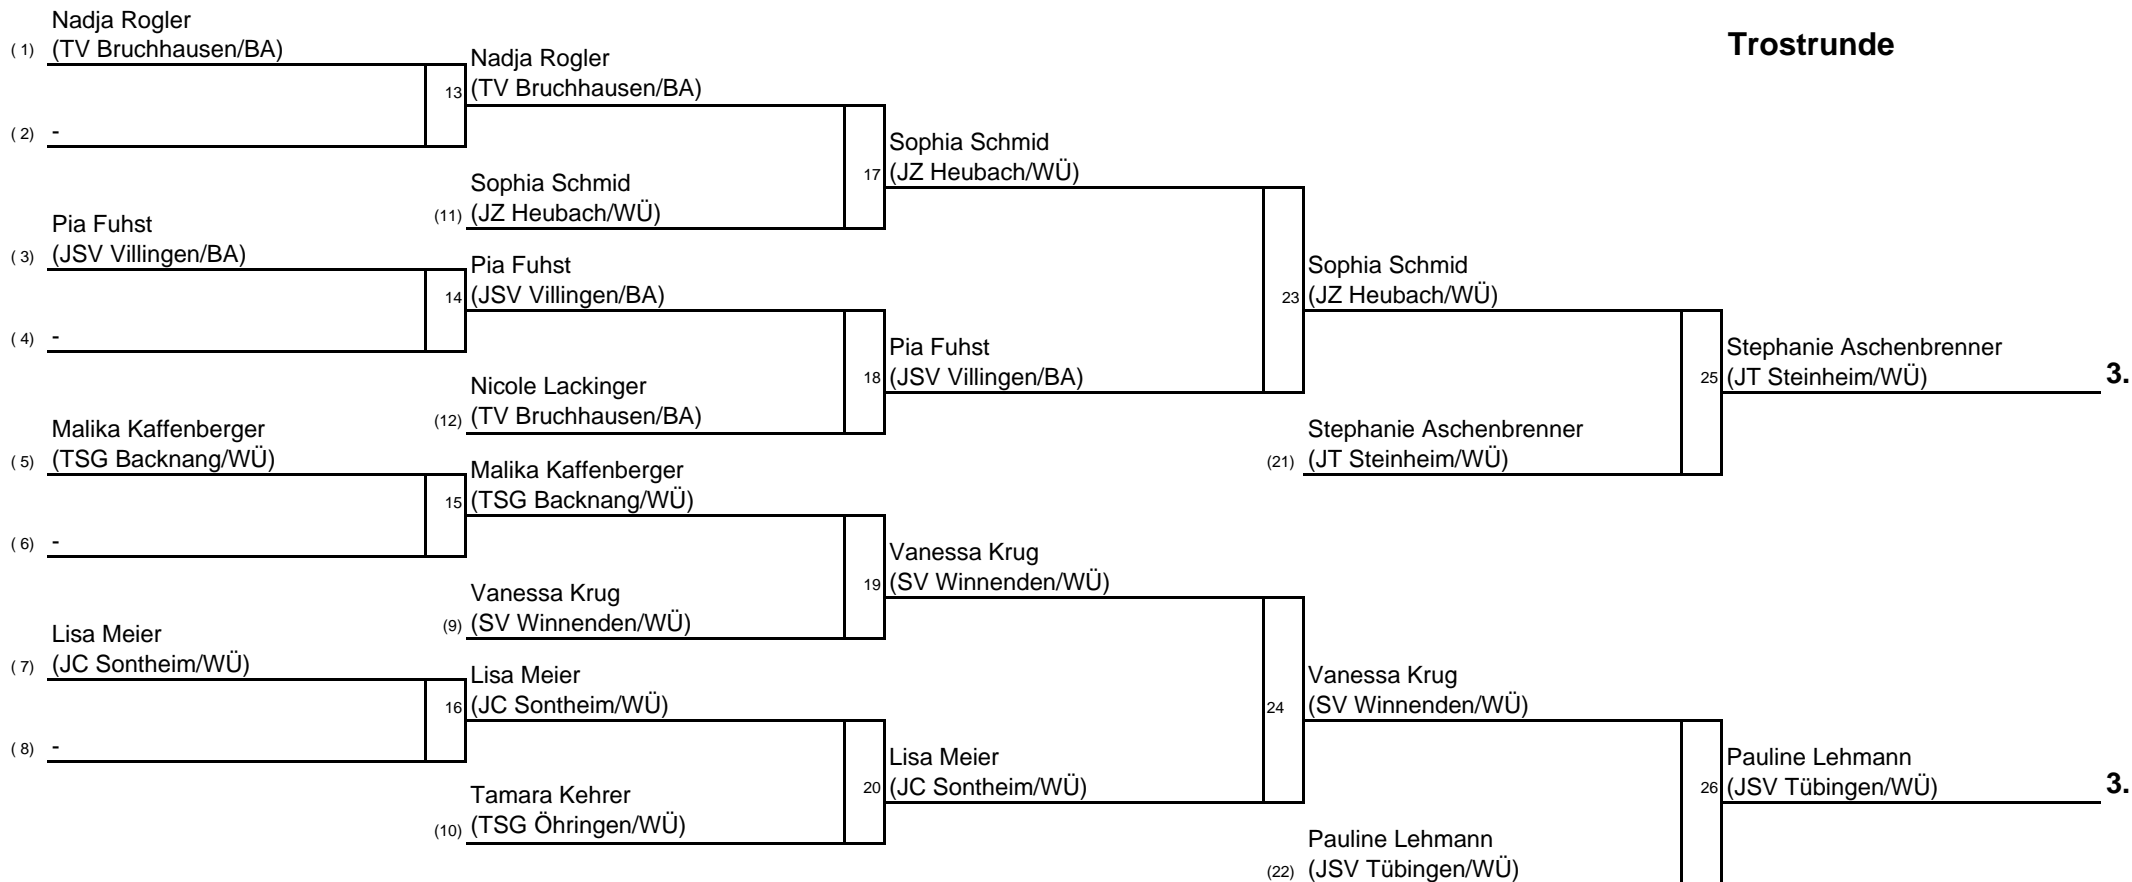 Trostrunde
Nadja Rogler
( 1) (TV Bruchhausen/BA)
( 2) -
Pia Fuhst
( 3) (JSV Villingen/BA)
( 4) -
Malika Kaffenberger
( 5) (TSG Backnang/WÜ)
( 6) -
Lisa Meier
( 7) (JC Sontheim/WÜ)
( 8) -
Nadja Rogler
13 (TV Bruchhausen/BA)
Sophia Schmid
(11) (JZ Heubach/WÜ)
Pia Fuhst
14 (JSV Villingen/BA)
Nicole Lackinger
(12) (TV Bruchhausen/BA)
Malika Kaffenberger
15 (TSG Backnang/WÜ)
Vanessa Krug
(9) (SV Winnenden/WÜ)
Lisa Meier
16 (JC Sontheim/WÜ)
Tamara Kehrer
(10) (TSG Öhringen/WÜ)
Sophia Schmid
17 (JZ Heubach/WÜ)
Pia Fuhst
18 (JSV Villingen/BA)
Vanessa Krug
19 (SV Winnenden/WÜ)
Lisa Meier
20 (JC Sontheim/WÜ)
Sophia Schmid
23 (JZ Heubach/WÜ)
Stephanie Aschenbrenner
(21) (JT Steinheim/WÜ)
Vanessa Krug
24 (SV Winnenden/WÜ)
Pauline Lehmann
(22) (JSV Tübingen/WÜ)
Stephanie Aschenbrenner
25 (JT Steinheim/WÜ) 3.
Pauline Lehmann
26 (JSV Tübingen/WÜ) 3.